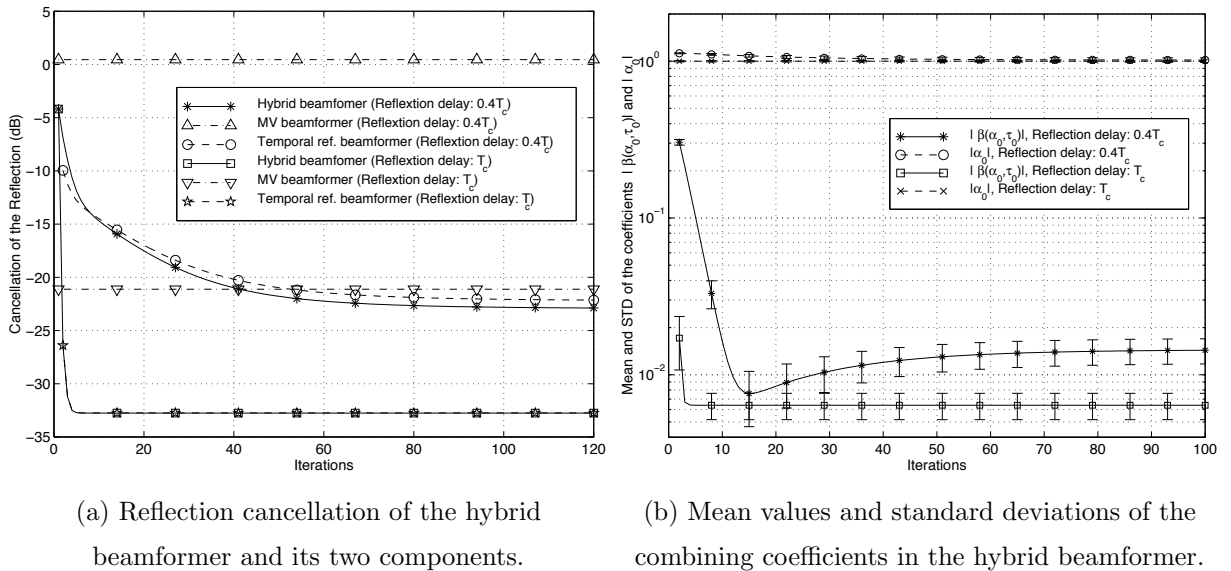 5
0
−5
−10
−15
−20
−25
−30
−35
Cancellation of the Reflection (dB)
Hybrid beamfomer (Reflextion delay: 0.4T_c)
MV beamformer (Reflextion delay: 0.4T_c)
Temporal ref. beamformer (Reflextion delay: 0.4T_c)
Hybrid beamfomer (Reflextion delay: T_c)
MV beamformer (Reflextion delay: T_c)
Temporal ref. beamformer (Reflextion delay: T_c)
0 20 40 60 80 100 120
Iterations
(a) Reflection cancellation of the hybrid
beamformer and its two components.
10^0
10^−1
10^−2
Mean and STD of the coefficients | β(α_0,τ_0)| and | α_0|
| β(α_0,τ_0)|, Reflection delay: 0.4T_c
|α_0|, Reflection delay: 0.4T_c
| β(α_0,τ_0)|, Reflection delay: T_c
|α_0|, Reflection delay: T_c
0 10 20 30 40 50 60 70 80 90 100
Iterations
(b) Mean values and standard deviations of the
combining coefficients in the hybrid beamformer.